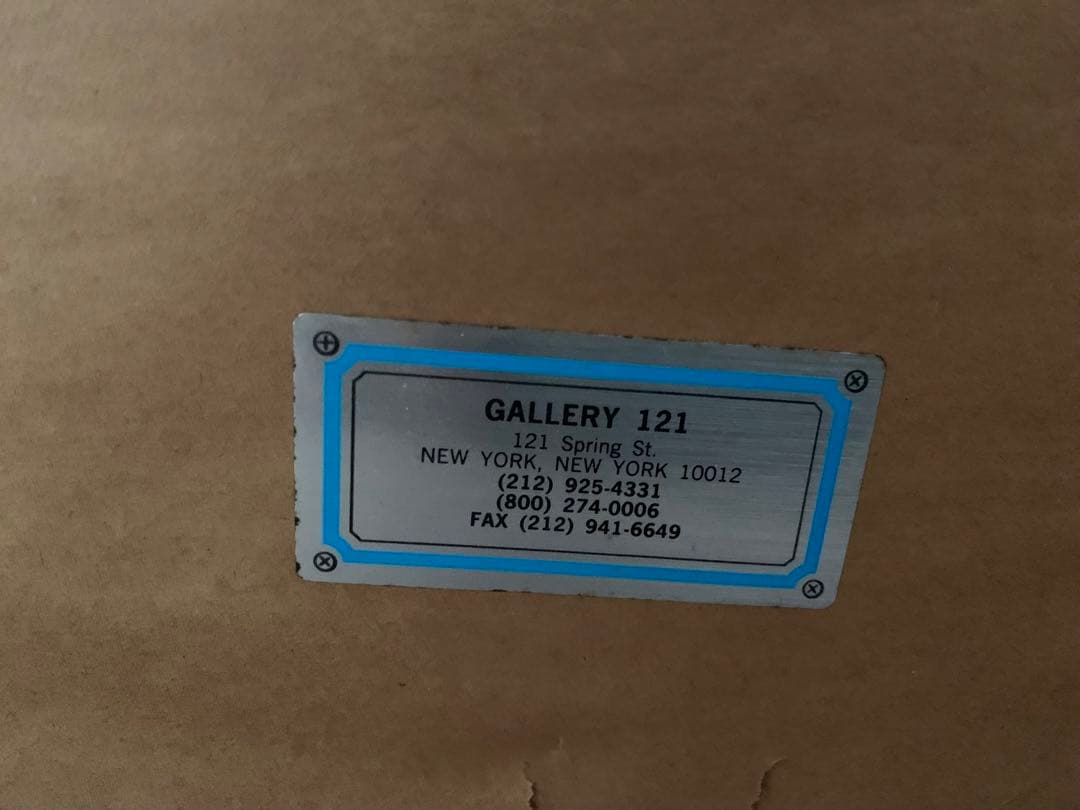 GALLERY 121
121 Spring St.
NEW YORK, NEW YORK 10012
(212) 925-4331
(800) 274-0006
FAX (212) 941-6649